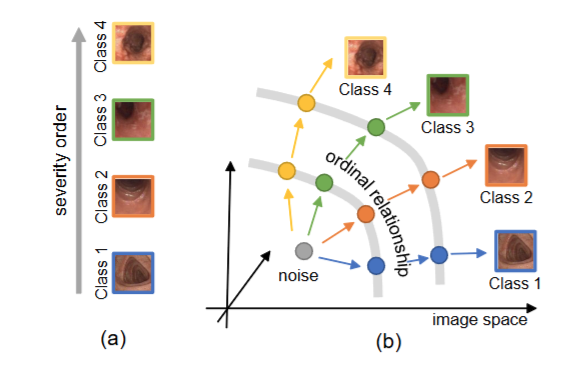 severity order
Class 4
Class 3
Class 2
Class 1
(a)
Class 4
Class 3
Class 2
Class 1
ordinal relationship
noise
image space
(b)